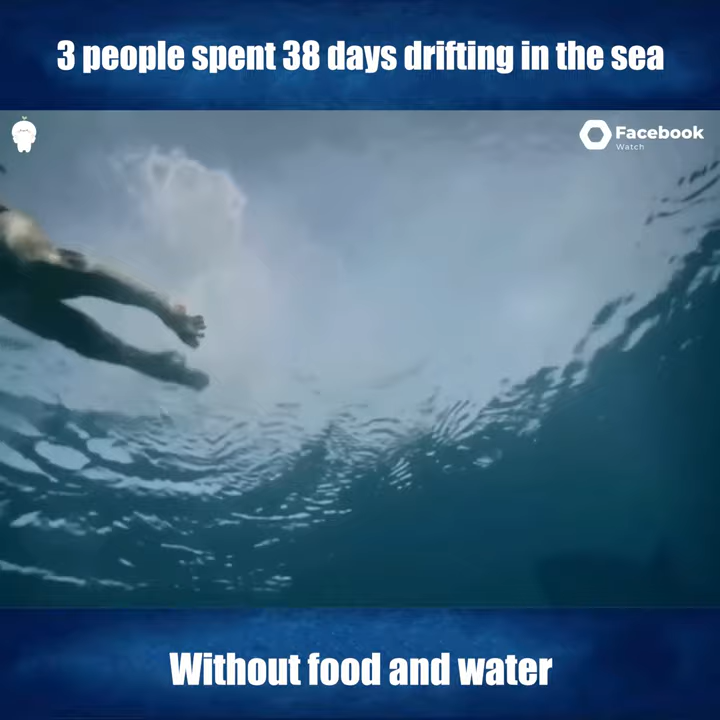 3 people spent 38 days drifting in the sea
Facebook
Watch
Without food and water